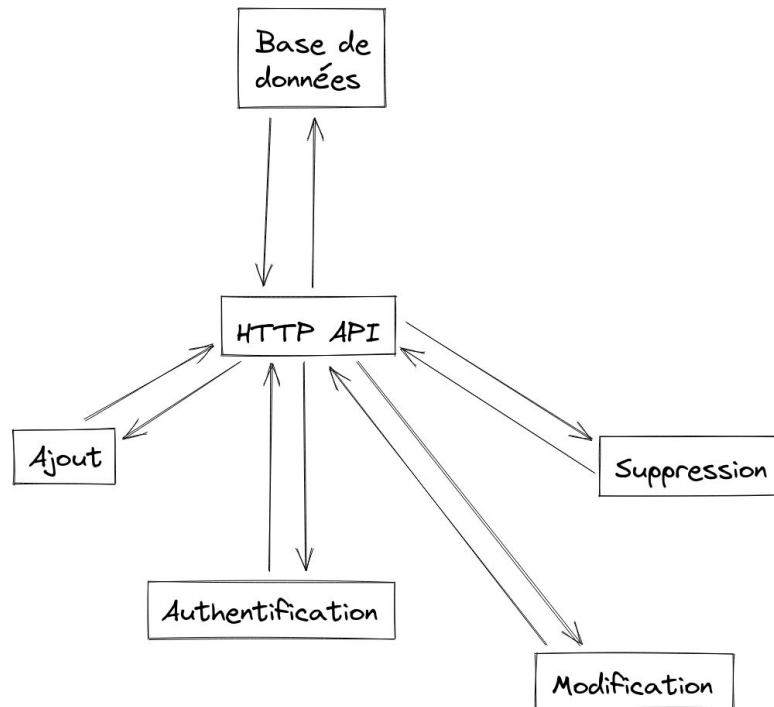 Base de
données
HTTP API
Ajout
Suppression
Authentification
Modification